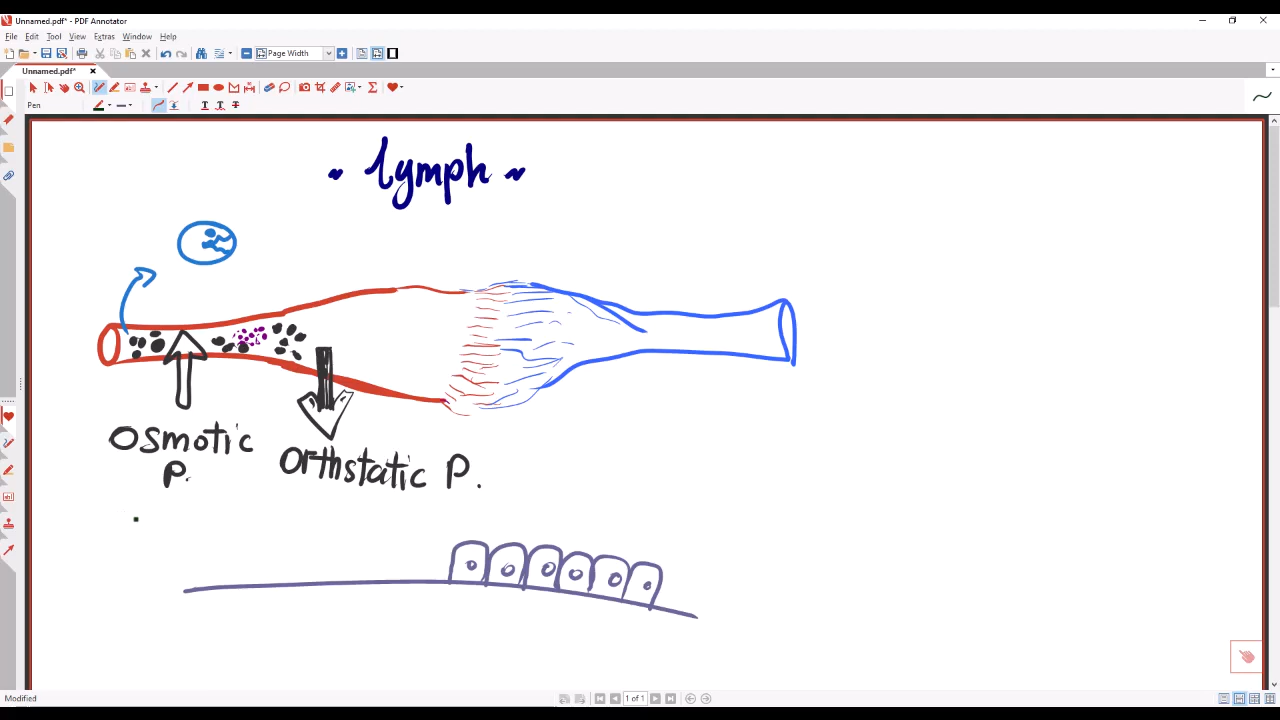 Unnamed.pdf* - PDF Annotator
File Edit View Tool Extras Window Help
Page Width
Unnamed.pdf*
Pen
~ lymph ~
Osmotic
P.
Orthstatic P.
Modified
1 of 1